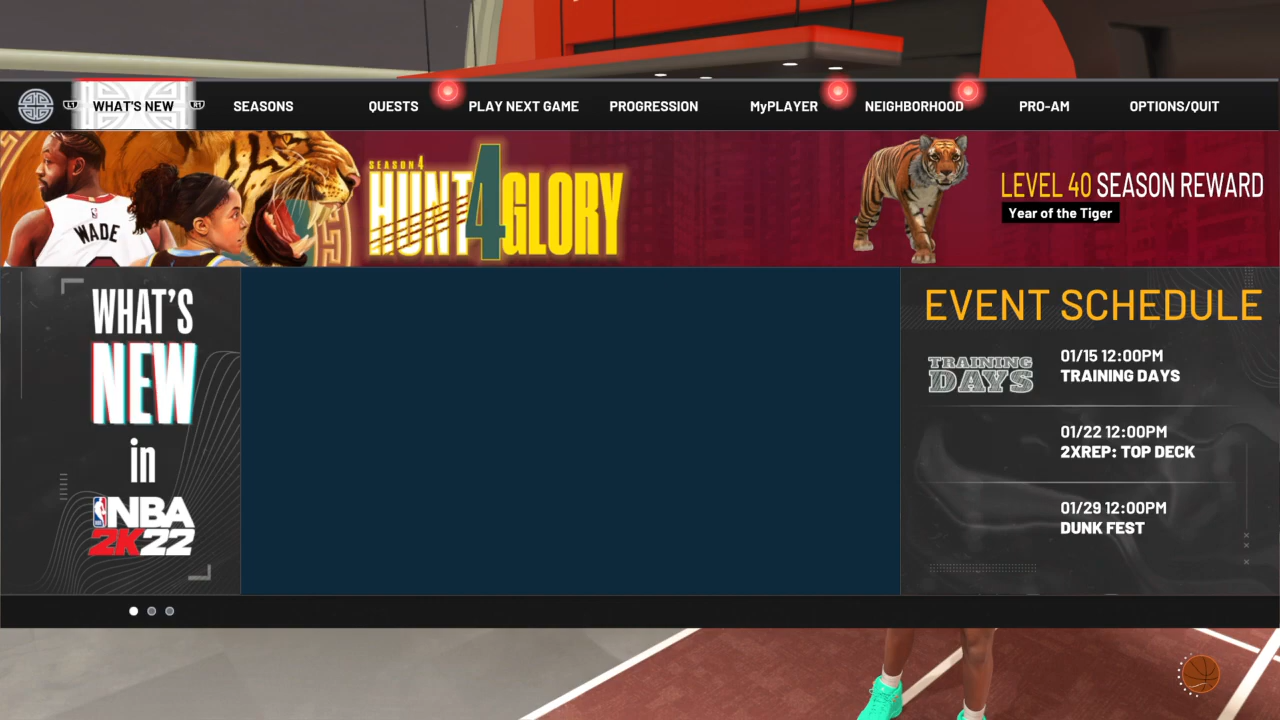 L1 WHAT'S NEW R1 SEASONS QUESTS PLAY NEXT GAME PROGRESSION MyPLAYER NEIGHBORHOOD PRO-AM OPTIONS/QUIT
WADE
SEASON 4
HUNT 4 GLORY
LEVEL 40 SEASON REWARD
Year of the Tiger
WHAT'S
NEW
in
NBA
2K22
EVENT SCHEDULE
TRAINING
DAYS
01/15 12:00PM
TRAINING DAYS
01/22 12:00PM
2XREP: TOP DECK
01/29 12:00PM
DUNK FEST